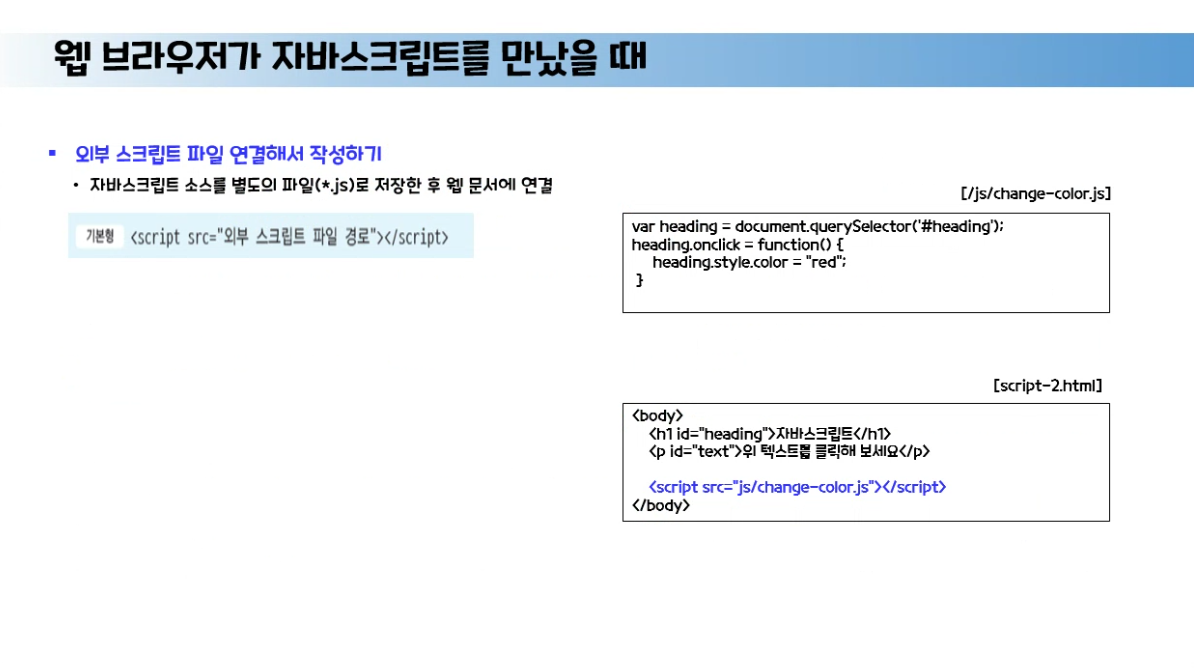 웹 브라우저가 자바스크립트를 만났을 때
▪ 외부 스크립트 파일 연결해서 작성하기
• 자바스크립트 소스를 별도의 파일(*.js)로 저장한 후 웹 문서에 연결
기본형 <script src="외부 스크립트 파일 경로"></script>
[/js/change-color.js]
var heading = document.querySelector('#heading');
heading.onclick = function() {
heading.style.color = "red";
}
[script-2.html]
<body>
<h1 id="heading">자바스크립트</h1>
<p id="text">위 텍스트를 클릭해 보세요</p>
<script src="js/change-color.js"></script>
</body>